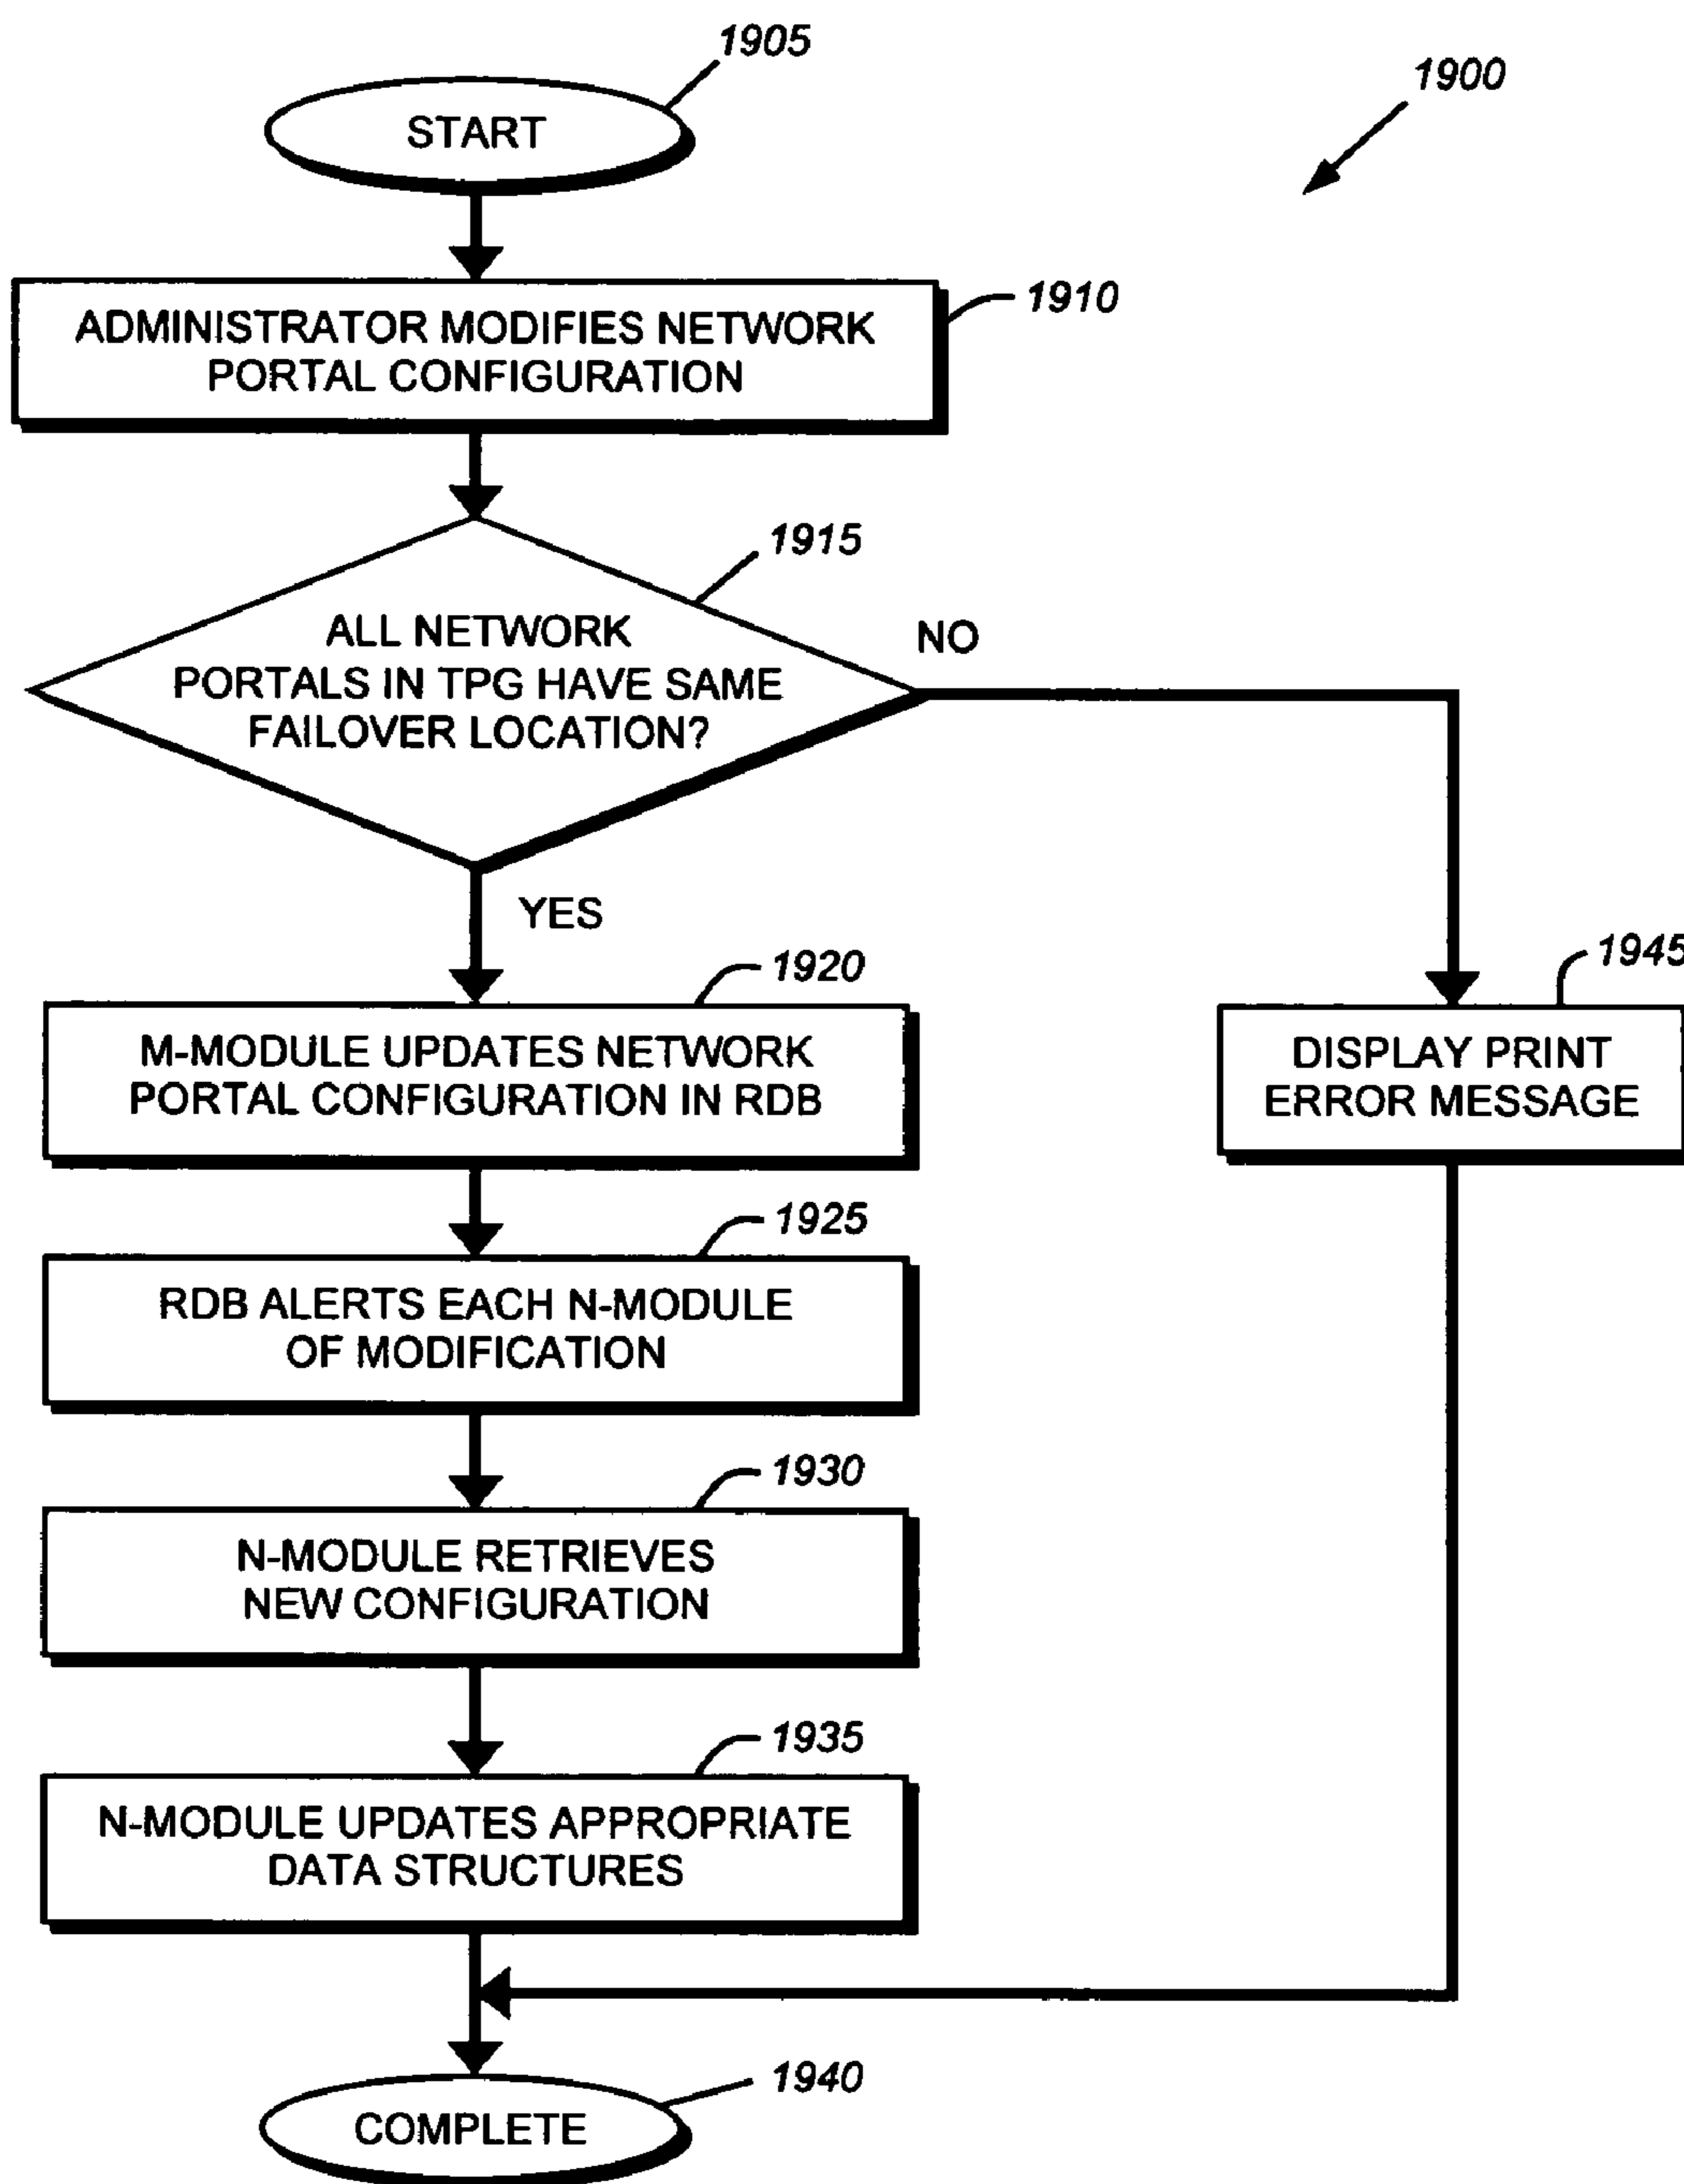 1905
1900
START
1910
ADMINISTRATOR MODIFIES NETWORK
PORTAL CONFIGURATION
1915
ALL NETWORK
PORTALS IN TPG HAVE SAME
FAILOVER LOCATION?
NO
YES
1920
M-MODULE UPDATES NETWORK
PORTAL CONFIGURATION IN RDB
1945
DISPLAY PRINT
ERROR MESSAGE
1925
RDB ALERTS EACH N-MODULE
OF MODIFICATION
1930
N-MODULE RETRIEVES
NEW CONFIGURATION
1935
N-MODULE UPDATES APPROPRIATE
DATA STRUCTURES
1940
COMPLETE